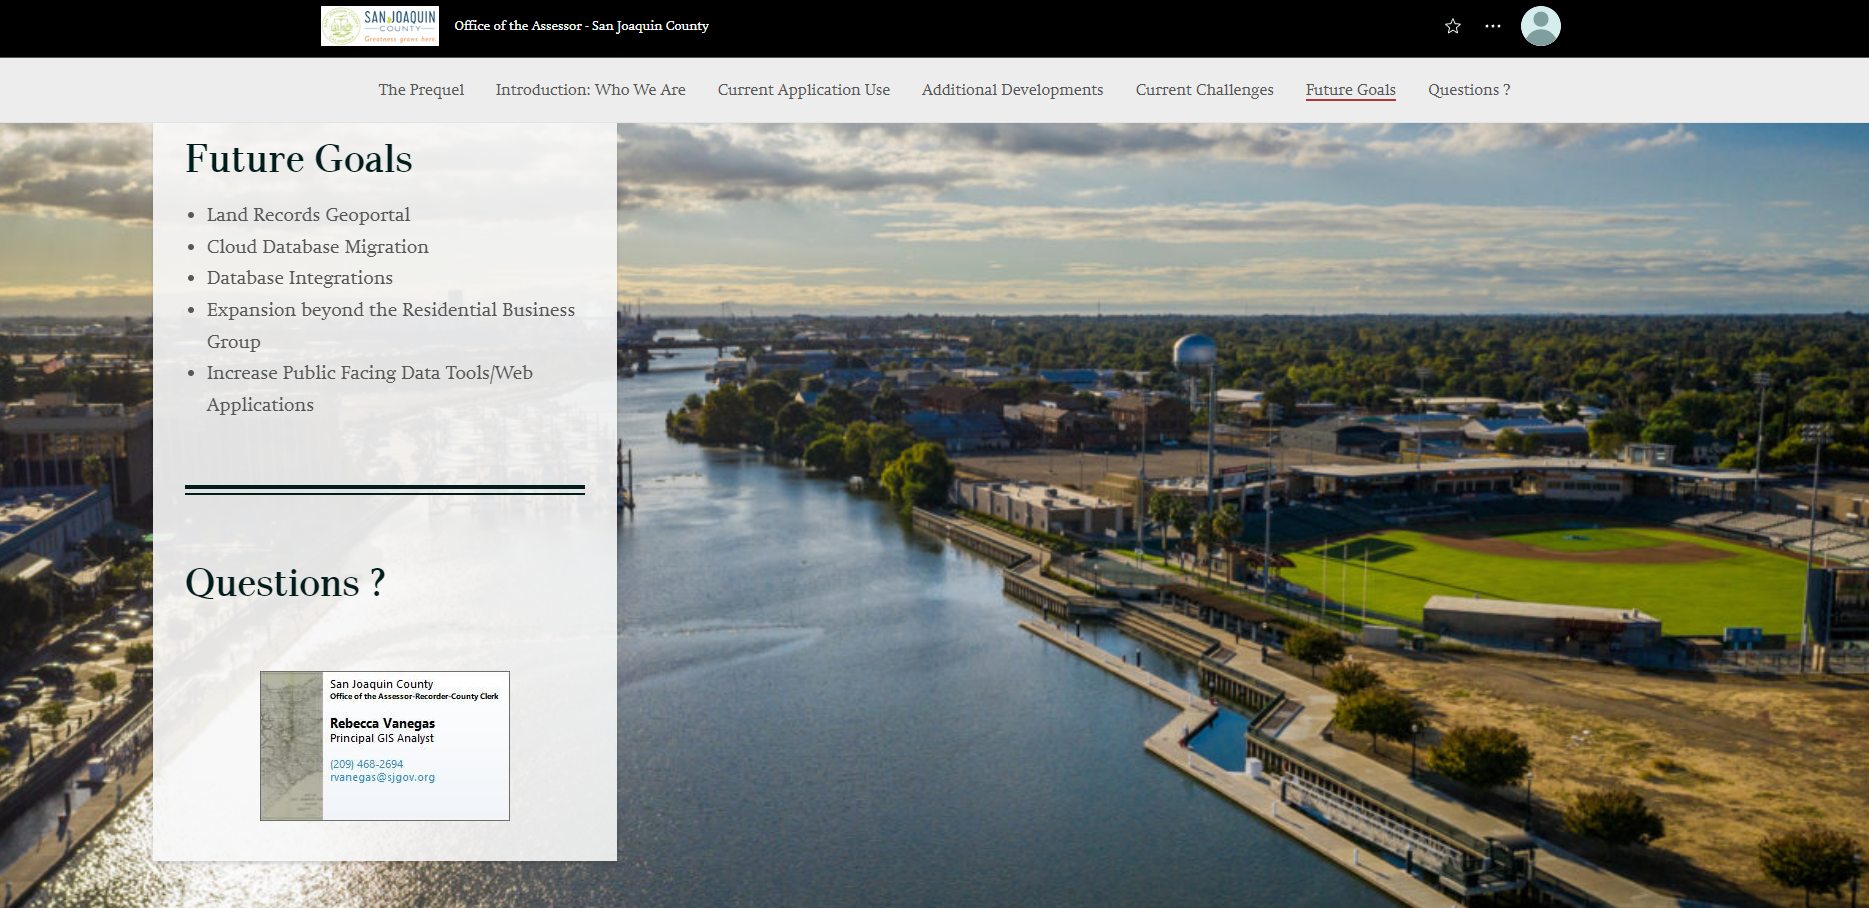 SAN JOAQUIN
COUNTY
Greatness grows here.
Office of the Assessor - San Joaquin County
The Prequel
Introduction: Who We Are
Current Application Use
Additional Developments
Current Challenges
Future Goals
Questions ?
Future Goals
• Land Records Geoportal
• Cloud Database Migration
• Database Integrations
• Expansion beyond the Residential Business
Group
• Increase Public Facing Data Tools/Web
Applications
Questions ?
San Joaquin County
Office of the Assessor-Recorder-County Clerk
Rebecca Vanegas
Principal GIS Analyst
(209) 468-2694
rvanegas@sjgov.org